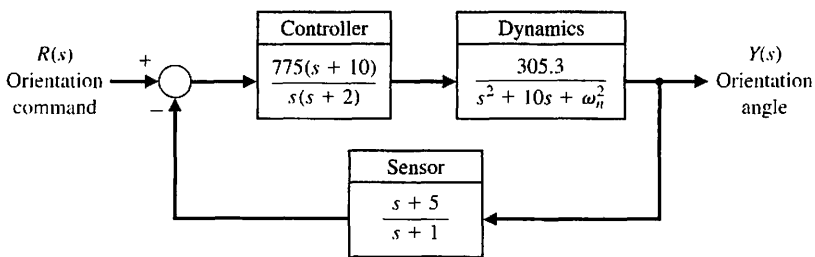 Controller
Dynamics
R(s)
Orientation
command
+
−
775(s + 10)
s(s + 2)
305.3
s² + 10s + ωₙ²
Y(s)
Orientation
angle
Sensor
s + 5
s + 1